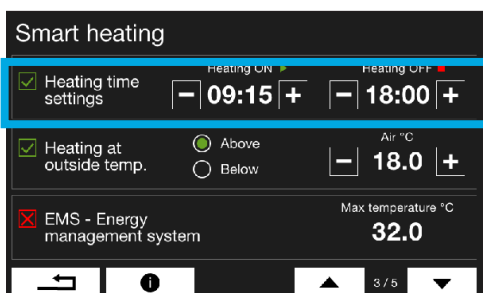 Smart heating
Heating time
settings
Heating ON
− 09:15 +
Heating OFF
− 18:00 +
Heating at
outside temp.
Above
Below
Air °C
− 18.0 +
EMS - Energy
management system
Max temperature °C
32.0
3/5